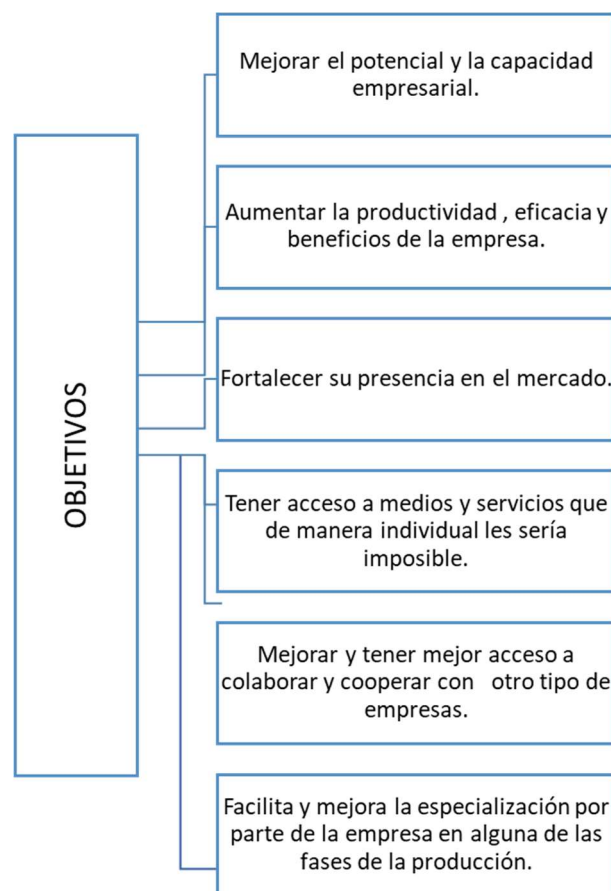 OBJETIVOS
Mejorar el potencial y la capacidad
empresarial.
Aumentar la productividad , eficacia y
beneficios de la empresa.
Fortalecer su presencia en el mercado.
Tener acceso a medios y servicios que
de manera individual les sería
imposible.
Mejorar y tener mejor acceso a
colaborar y cooperar con otro tipo de
empresas.
Facilita y mejora la especialización por
parte de la empresa en alguna de las
fases de la producción.